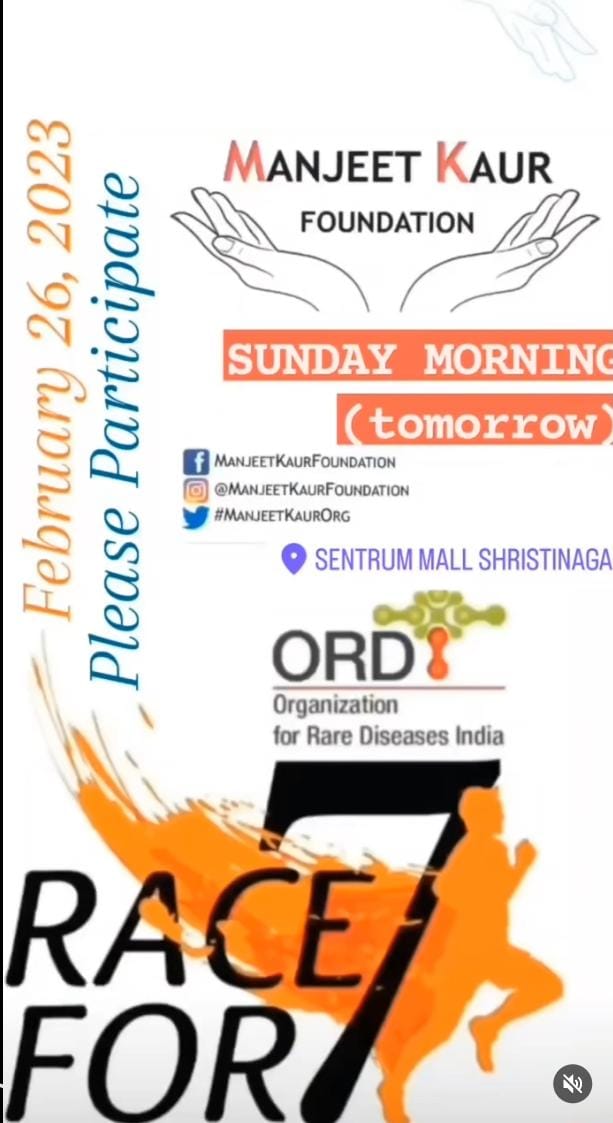 February 26, 2023
Please Participate
MANJEET KAUR
FOUNDATION
SUNDAY MORNING
(tomorrow)
MANJEETKAURFOUNDATION
@MANJEETKAURFOUNDATION
#MANJEETKAURORG
SENTRUM MALL SHRISTINAGA
ORDI
Organization
for Rare Diseases India
RACE
FOR 7